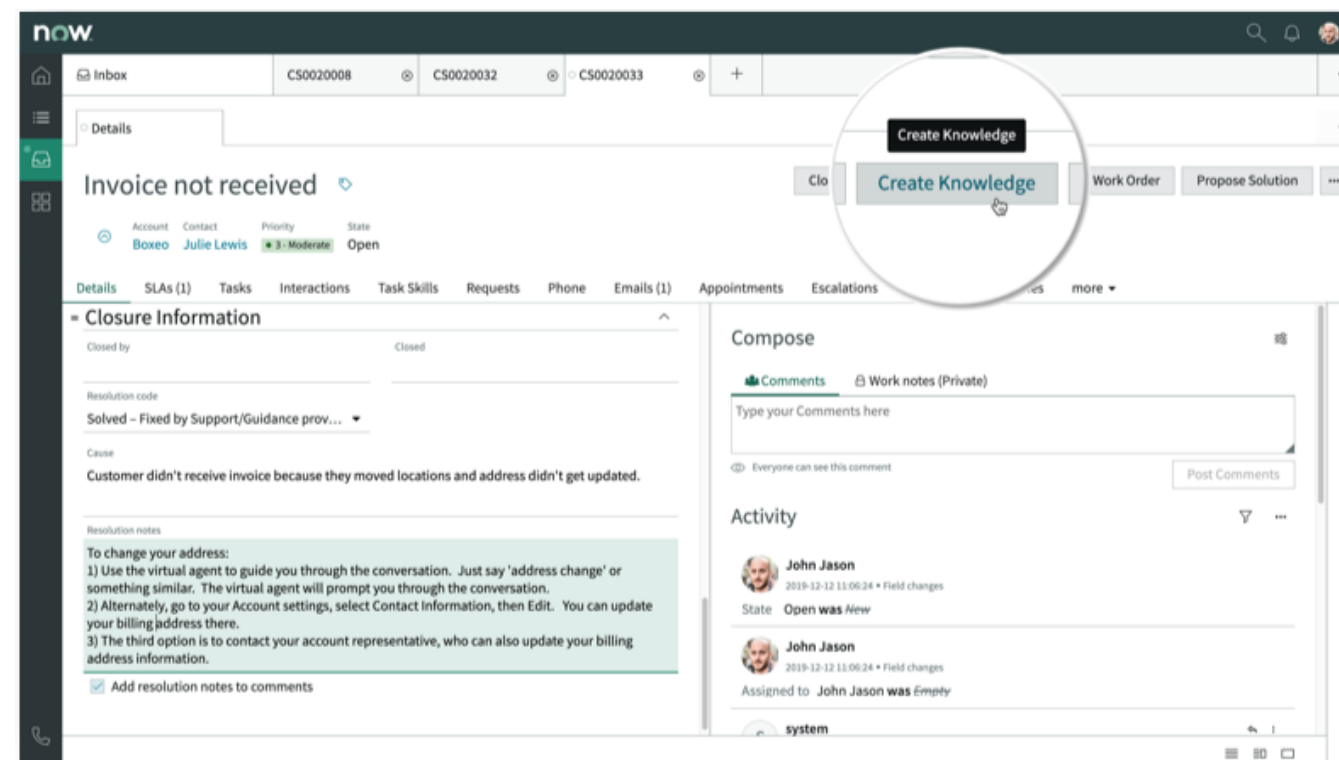 now
Inbox
CS0020008
CS0020032
CS0020033
Details
Invoice not received
Clo
Create Knowledge
Create Knowledge
Work Order
Propose Solution
Account Contact Priority State
Boxeo Julie Lewis 3 - Moderate Open
Details SLAs (1) Tasks Interactions Task Skills Requests Phone Emails (1) Appointments Escalations es more
Closure Information
Closed by Closed
Resolution code
Solved – Fixed by Support/Guidance prov...
Cause
Customer didn't receive invoice because they moved locations and address didn't get updated.
Resolution notes
To change your address:
1) Use the virtual agent to guide you through the conversation. Just say 'address change' or
something similar. The virtual agent will prompt you through the conversation.
2) Alternately, go to your Account settings, select Contact Information, then Edit. You can update
your billing address there.
3) The third option is to contact your account representative, who can also update your billing
address information.
Add resolution notes to comments
Compose
Comments Work notes (Private)
Type your Comments here
Everyone can see this comment
Post Comments
Activity
John Jason
2019-12-12 11:06:24 • Field changes
State Open was New
John Jason
2019-12-12 11:06:24 • Field changes
Assigned to John Jason was Empty
system